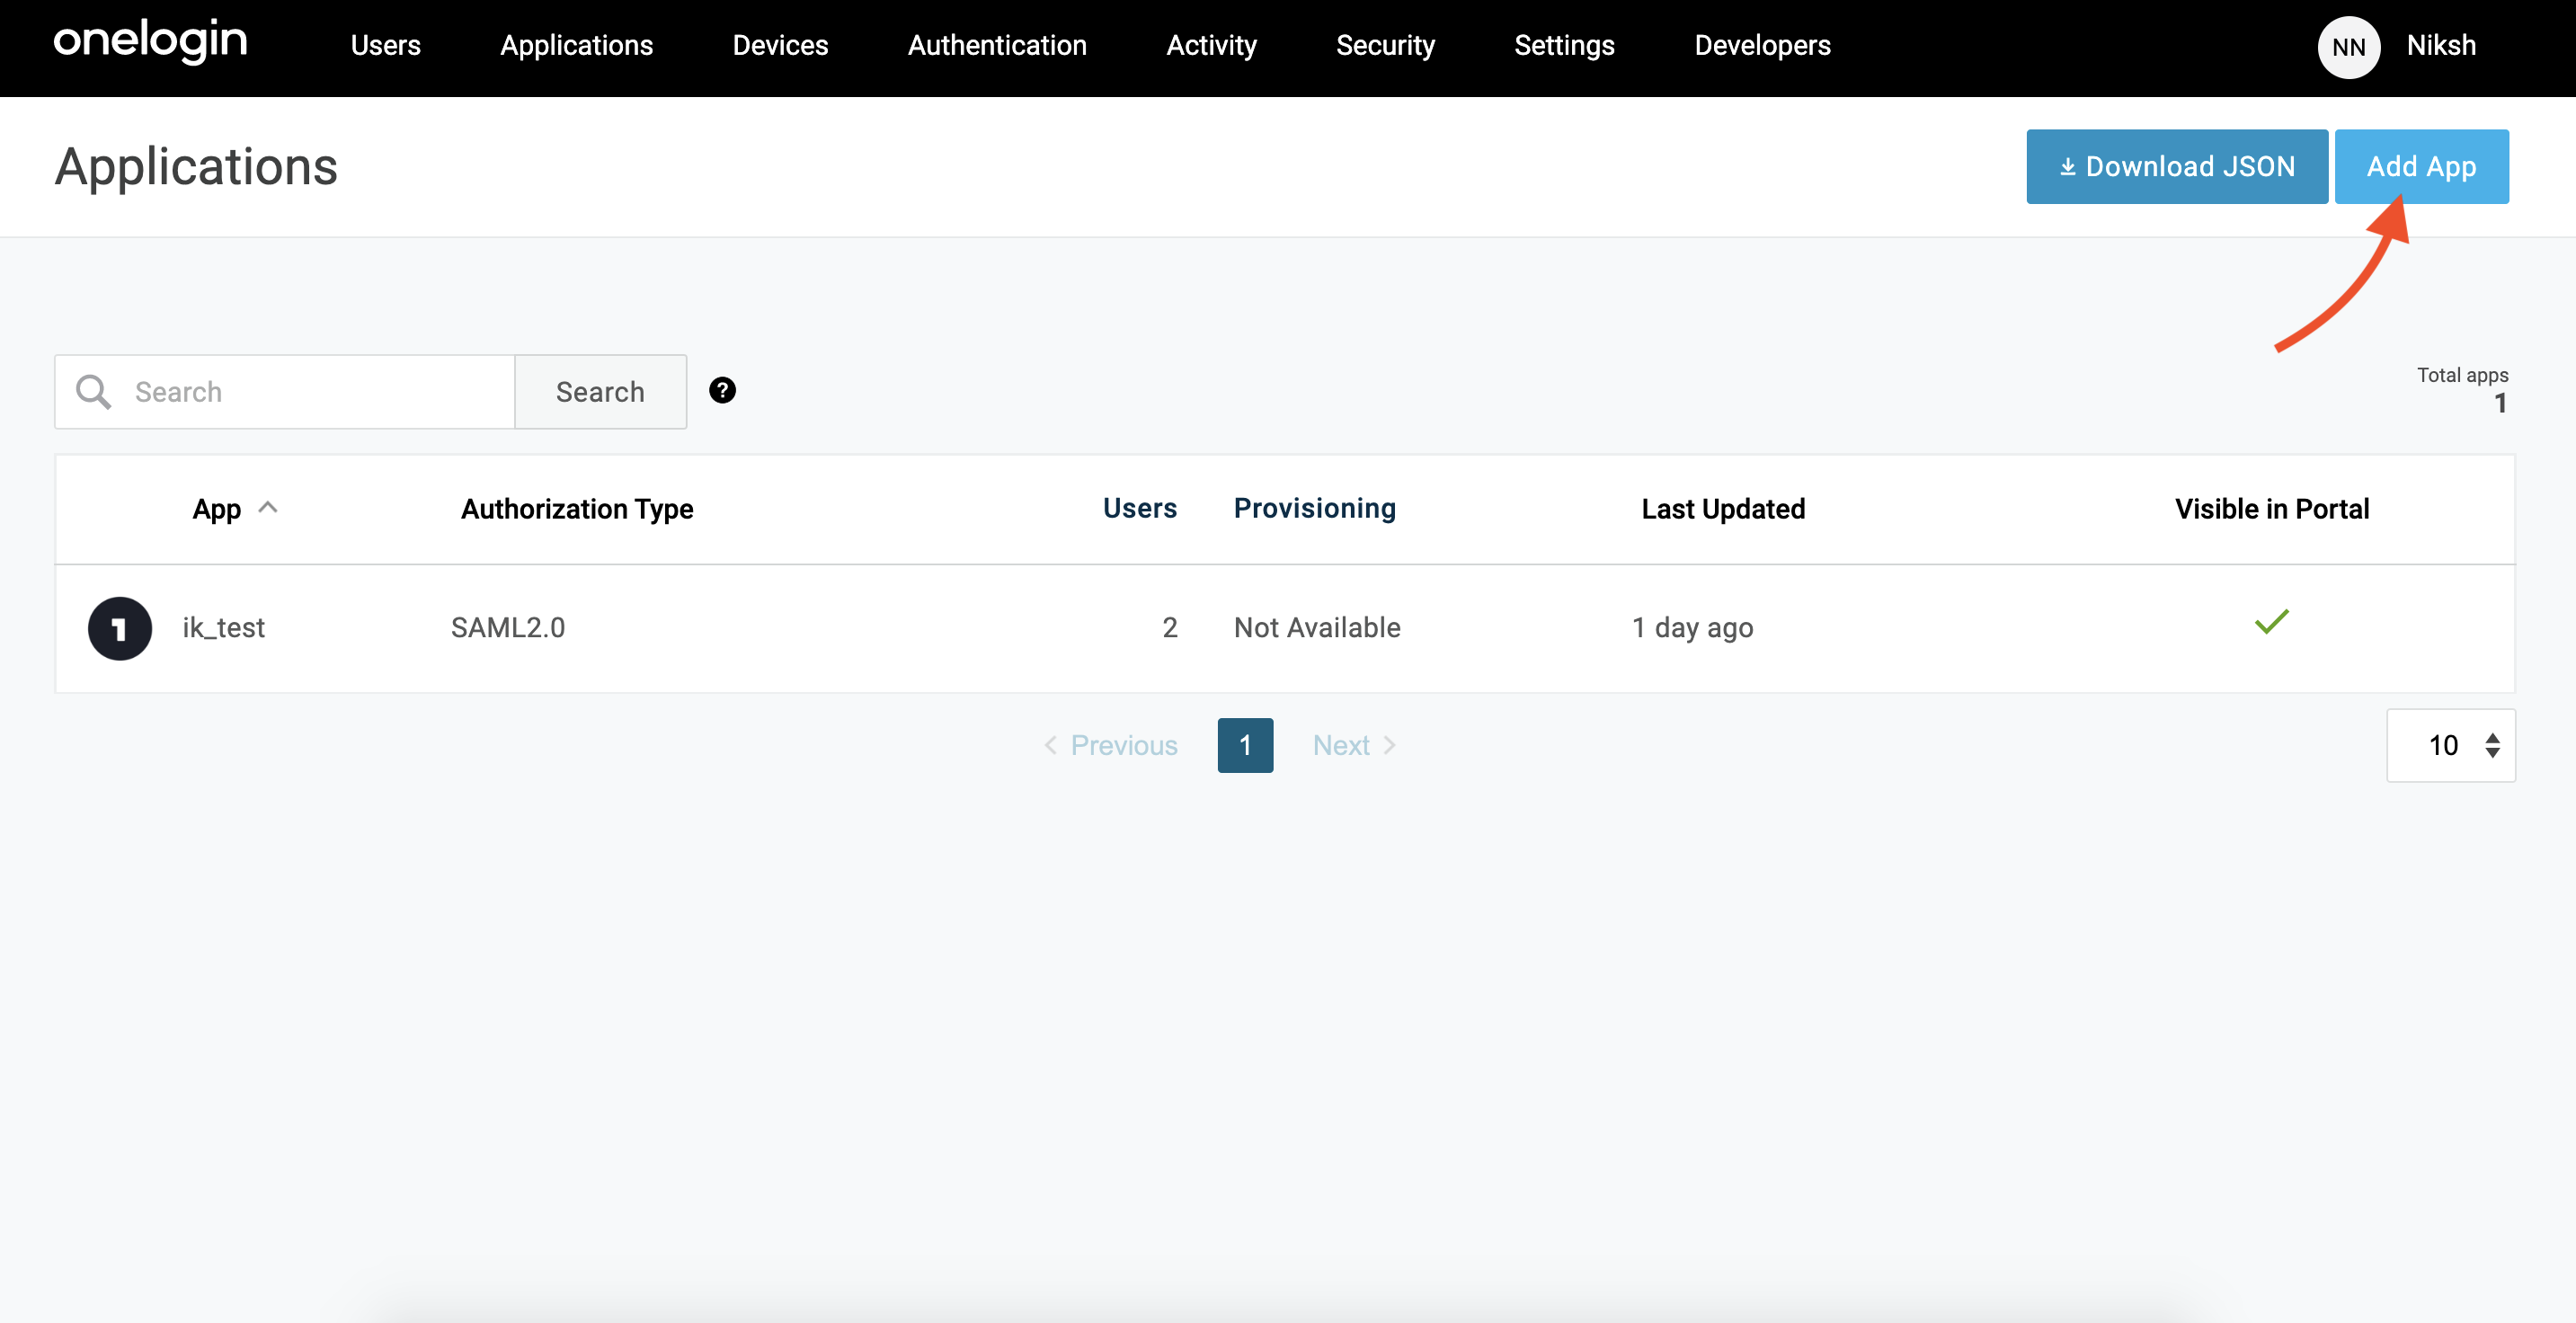 onelogin Users Applications Devices Authentication Activity Security Settings Developers NN Niksh
Applications Download JSON Add App
Search Search ?
Total apps
1
App Authorization Type Users Provisioning Last Updated Visible in Portal
1 ik_test SAML2.0 2 Not Available 1 day ago
Previous 1 Next 10